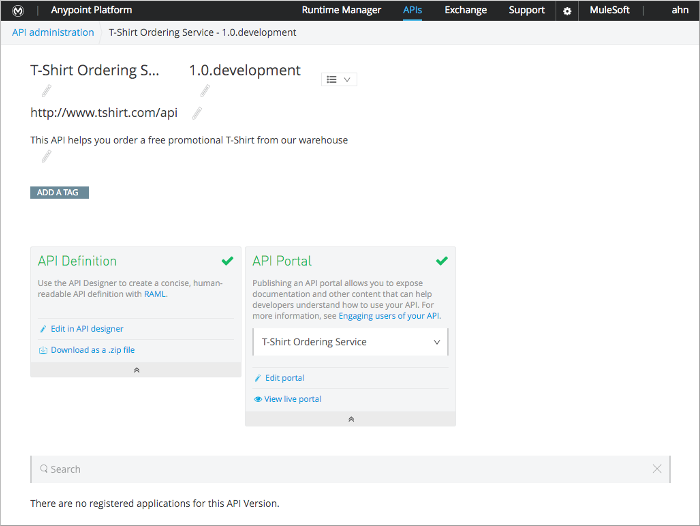 Anypoint Platform Runtime Manager APIs Exchange Support MuleSoft ahn
API administration T-Shirt Ordering Service - 1.0.development
T-Shirt Ordering S... 1.0.development
http://www.tshirt.com/api
This API helps you order a free promotional T-Shirt from our warehouse
ADD A TAG
API Definition
Use the API Designer to create a concise, human-
readable API definition with RAML.
Edit in API designer
Download as a .zip file
API Portal
Publishing an API portal allows you to expose
documentation and other content that can help
developers understand how to use your API. For
more information, see Engaging users of your API.
T-Shirt Ordering Service
Edit portal
View live portal
Search
There are no registered applications for this API Version.